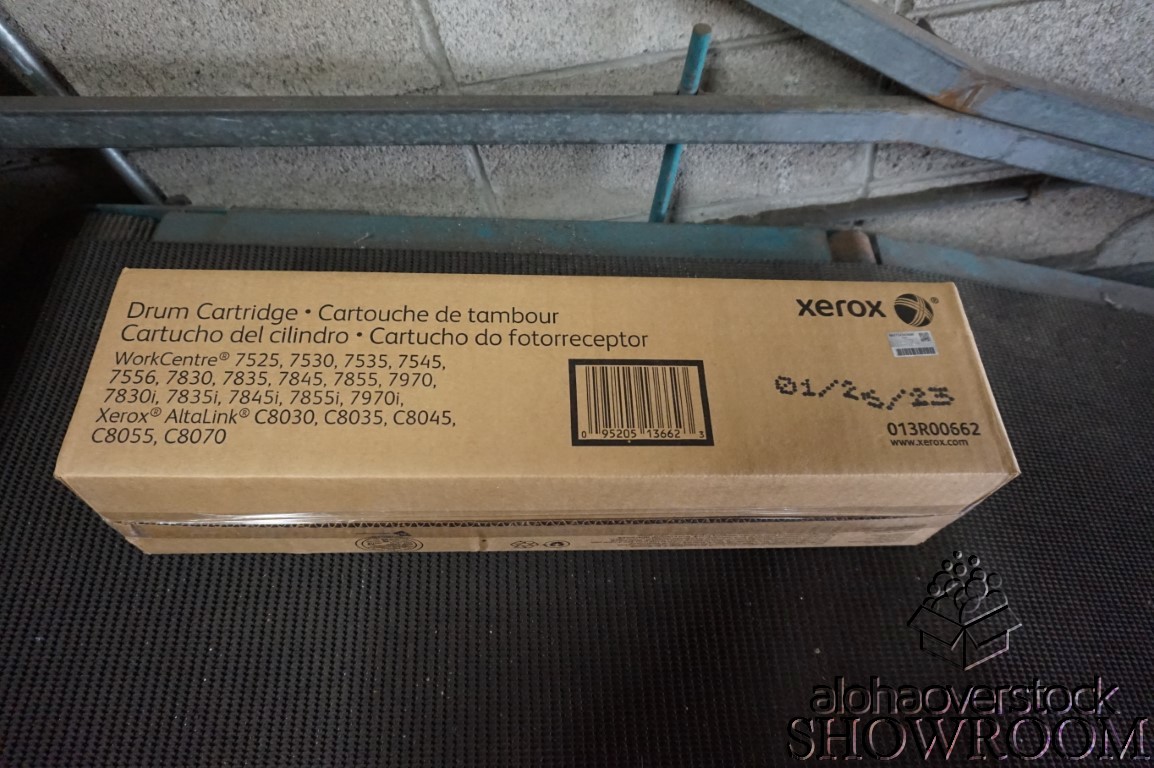 Drum Cartridge • Cartouche de tambour
Cartucho del cilindro • Cartucho do fotorreceptor
WorkCentre® 7525, 7530, 7535, 7545,
7556, 7830, 7835, 7845, 7855, 7970,
7830i, 7835i, 7845i, 7855i, 7970i,
Xerox® AltaLink® C8030, C8035, C8045,
C8055, C8070
0 95205 13662 3
xerox ®
01/26/23
013R00662
www.xerox.com
alohaoverstock
SHOWROOM